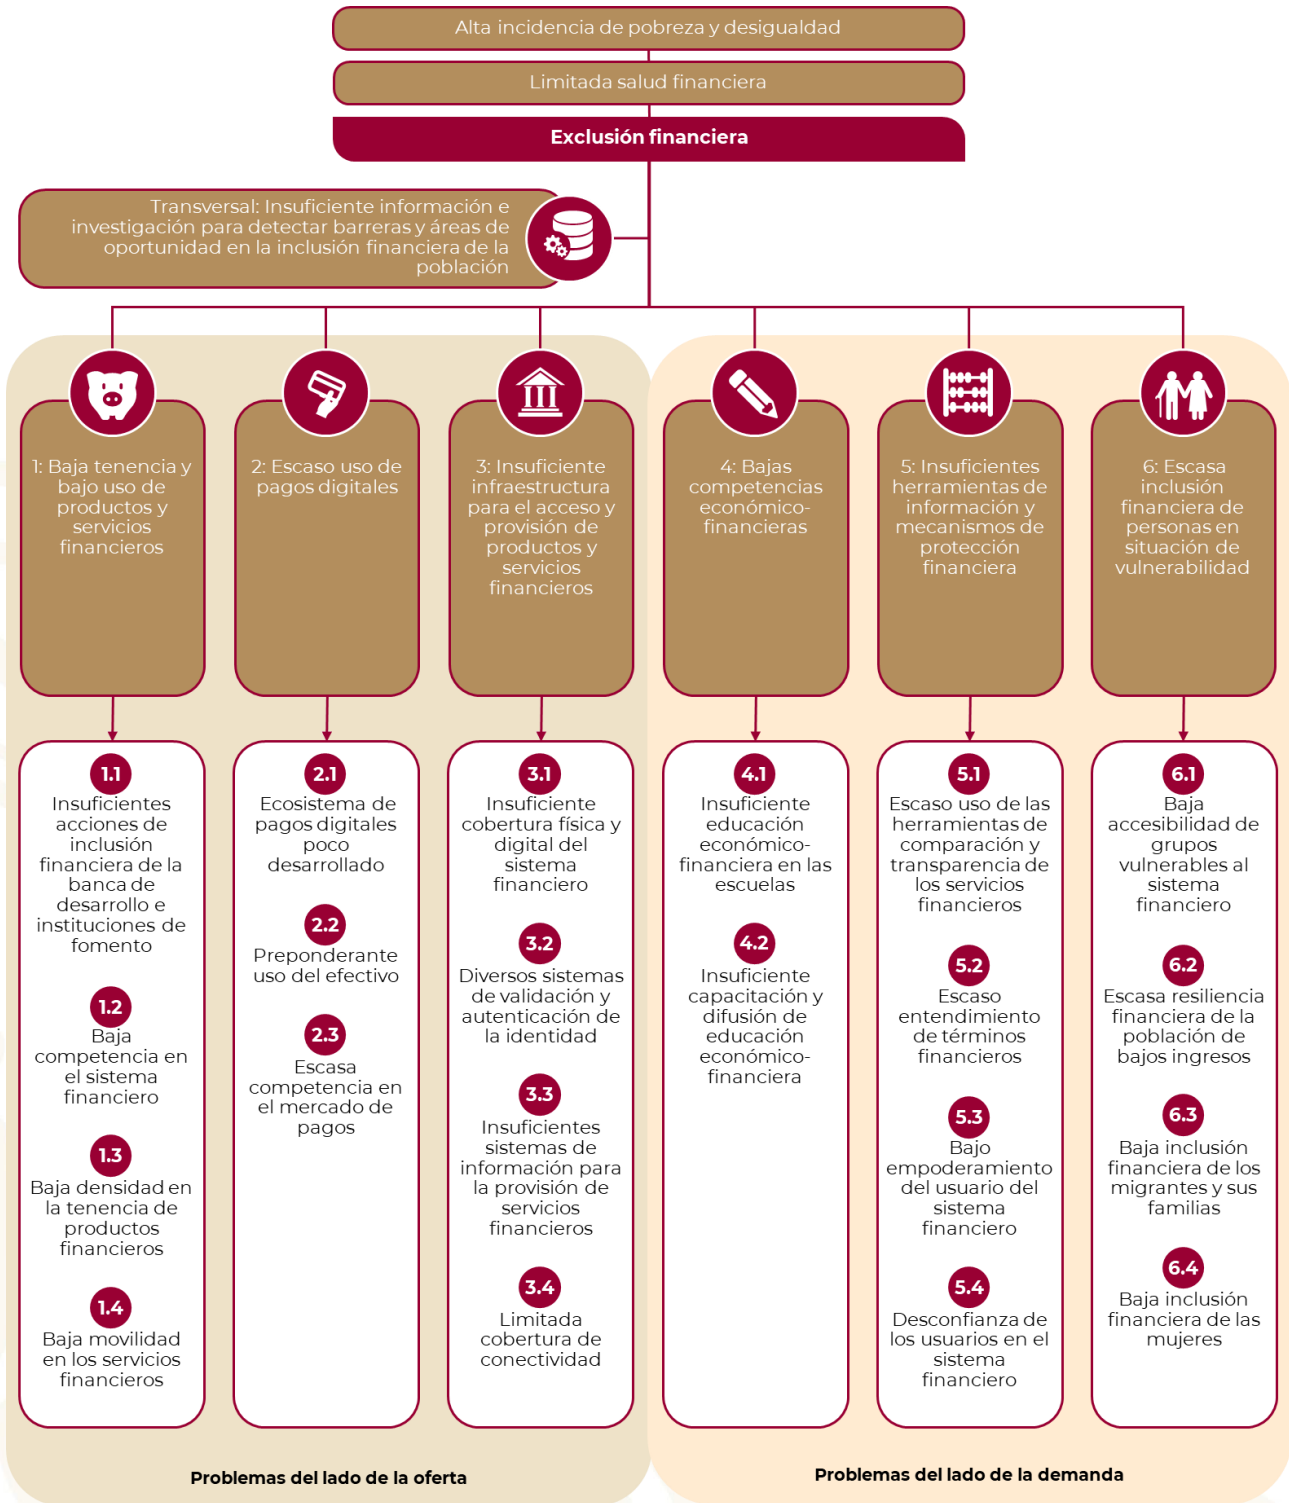 Alta incidencia de pobreza y desigualdad
Limitada salud financiera
Exclusión financiera
Transversal: Insuficiente información e
investigación para detectar barreras y áreas de
oportunidad en la inclusión financiera de la
población
1: Baja tenencia y
bajo uso de
productos y
servicios
financieros
2: Escaso uso de
pagos digitales
3: Insuficiente
infraestructura
para el acceso y
provisión de
productos y
servicios
financieros
4: Bajas
competencias
económico-
financieras
5: Insuficientes
herramientas de
información y
mecanismos de
protección
financiera
6: Escasa
inclusión
financiera de
personas en
situación de
vulnerabilidad
1.1
Insuficientes
acciones de
inclusión
financiera de la
banca de
desarrollo e
instituciones de
fomento
1.2
Baja
competencia en
el sistema
financiero
1.3
Baja densidad en
la tenencia de
productos
financieros
1.4
Baja movilidad
en los servicios
financieros
2.1
Ecosistema de
pagos digitales
poco
desarrollado
2.2
Preponderante
uso del efectivo
2.3
Escasa
competencia en
el mercado de
pagos
3.1
Insuficiente
cobertura física y
digital del
sistema
financiero
3.2
Diversos sistemas
de validación y
autenticación de
la identidad
3.3
Insuficientes
sistemas de
información para
la provisión de
servicios
financieros
3.4
Limitada
cobertura de
conectividad
4.1
Insuficiente
educación
económico-
financiera en las
escuelas
4.2
Insuficiente
capacitación y
difusión de
educación
económico-
financiera
5.1
Escaso uso de las
herramientas de
comparación y
transparencia de
los servicios
financieros
5.2
Escaso
entendimiento
de términos
financieros
5.3
Bajo
empoderamiento
del usuario del
sistema
financiero
5.4
Desconfianza de
los usuarios en el
sistema
financiero
6.1
Baja
accesibilidad de
grupos
vulnerables al
sistema
financiero
6.2
Escasa resiliencia
financiera de la
población de
bajos ingresos
6.3
Baja inclusión
financiera de los
migrantes y sus
familias
6.4
Baja inclusión
financiera de las
mujeres
Problemas del lado de la oferta
Problemas del lado de la demanda